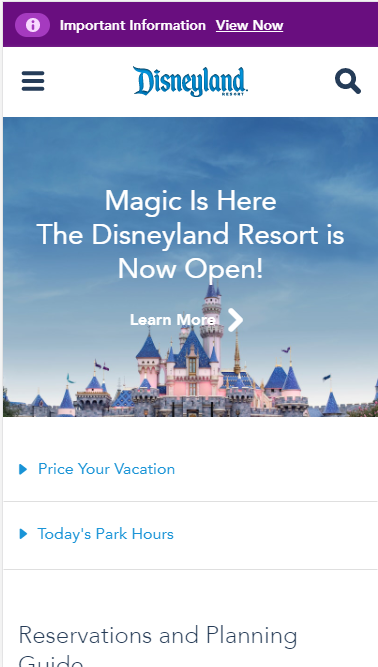 Important Information View Now
Disneyland
RESORT
Magic Is Here
The Disneyland Resort is
Now Open!
Learn More
Price Your Vacation
Today's Park Hours
Reservations and Planning
Guide